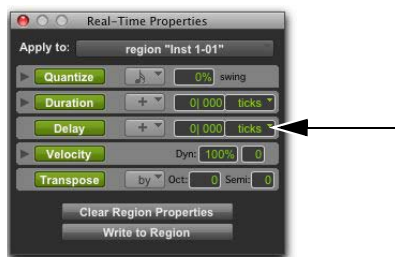 Real-Time Properties
Apply to: region "Inst 1-01"
Quantize 0% swing
Duration + 0| 000 ticks
Delay + 0| 000 ticks
Velocity Dyn: 100% 0
Transpose by Oct: 0 Semi: 0
Clear Region Properties
Write to Region